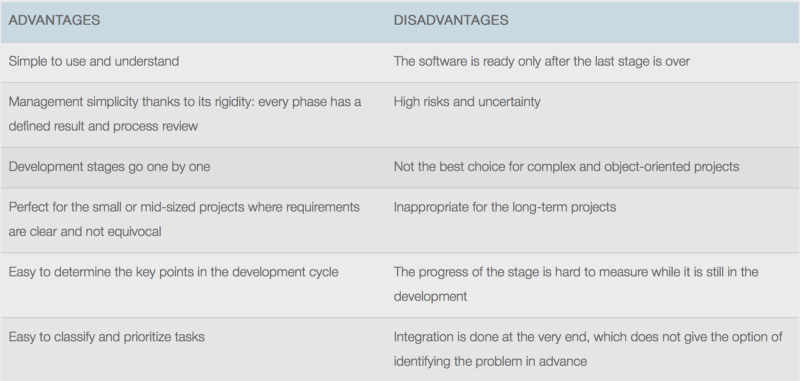 ADVANTAGES
DISADVANTAGES
Simple to use and understand
The software is ready only after the last stage is over
Management simplicity thanks to its rigidity: every phase has a
defined result and process review
High risks and uncertainty
Development stages go one by one
Not the best choice for complex and object-oriented projects
Perfect for the small or mid-sized projects where requirements
are clear and not equivocal
Inappropriate for the long-term projects
Easy to determine the key points in the development cycle
The progress of the stage is hard to measure while it is still in the
development
Easy to classify and prioritize tasks
Integration is done at the very end, which does not give the option of
identifying the problem in advance